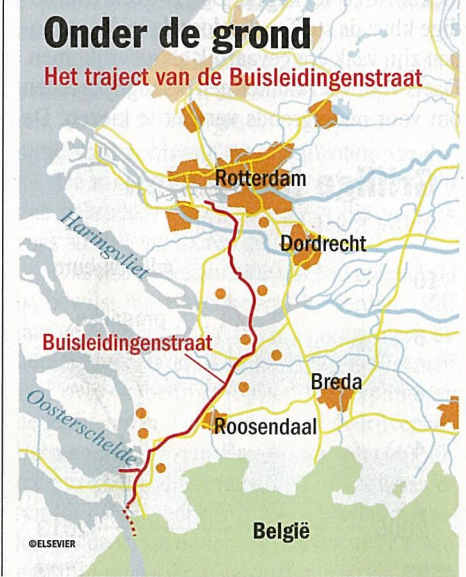 Onder de grond
Het traject van de Buisleidingenstraat
Rotterdam
Haringvliet
Dordrecht
Buisleidingenstraat
Breda
Oosterschelde
Roosendaal
België
©ELSEVIER